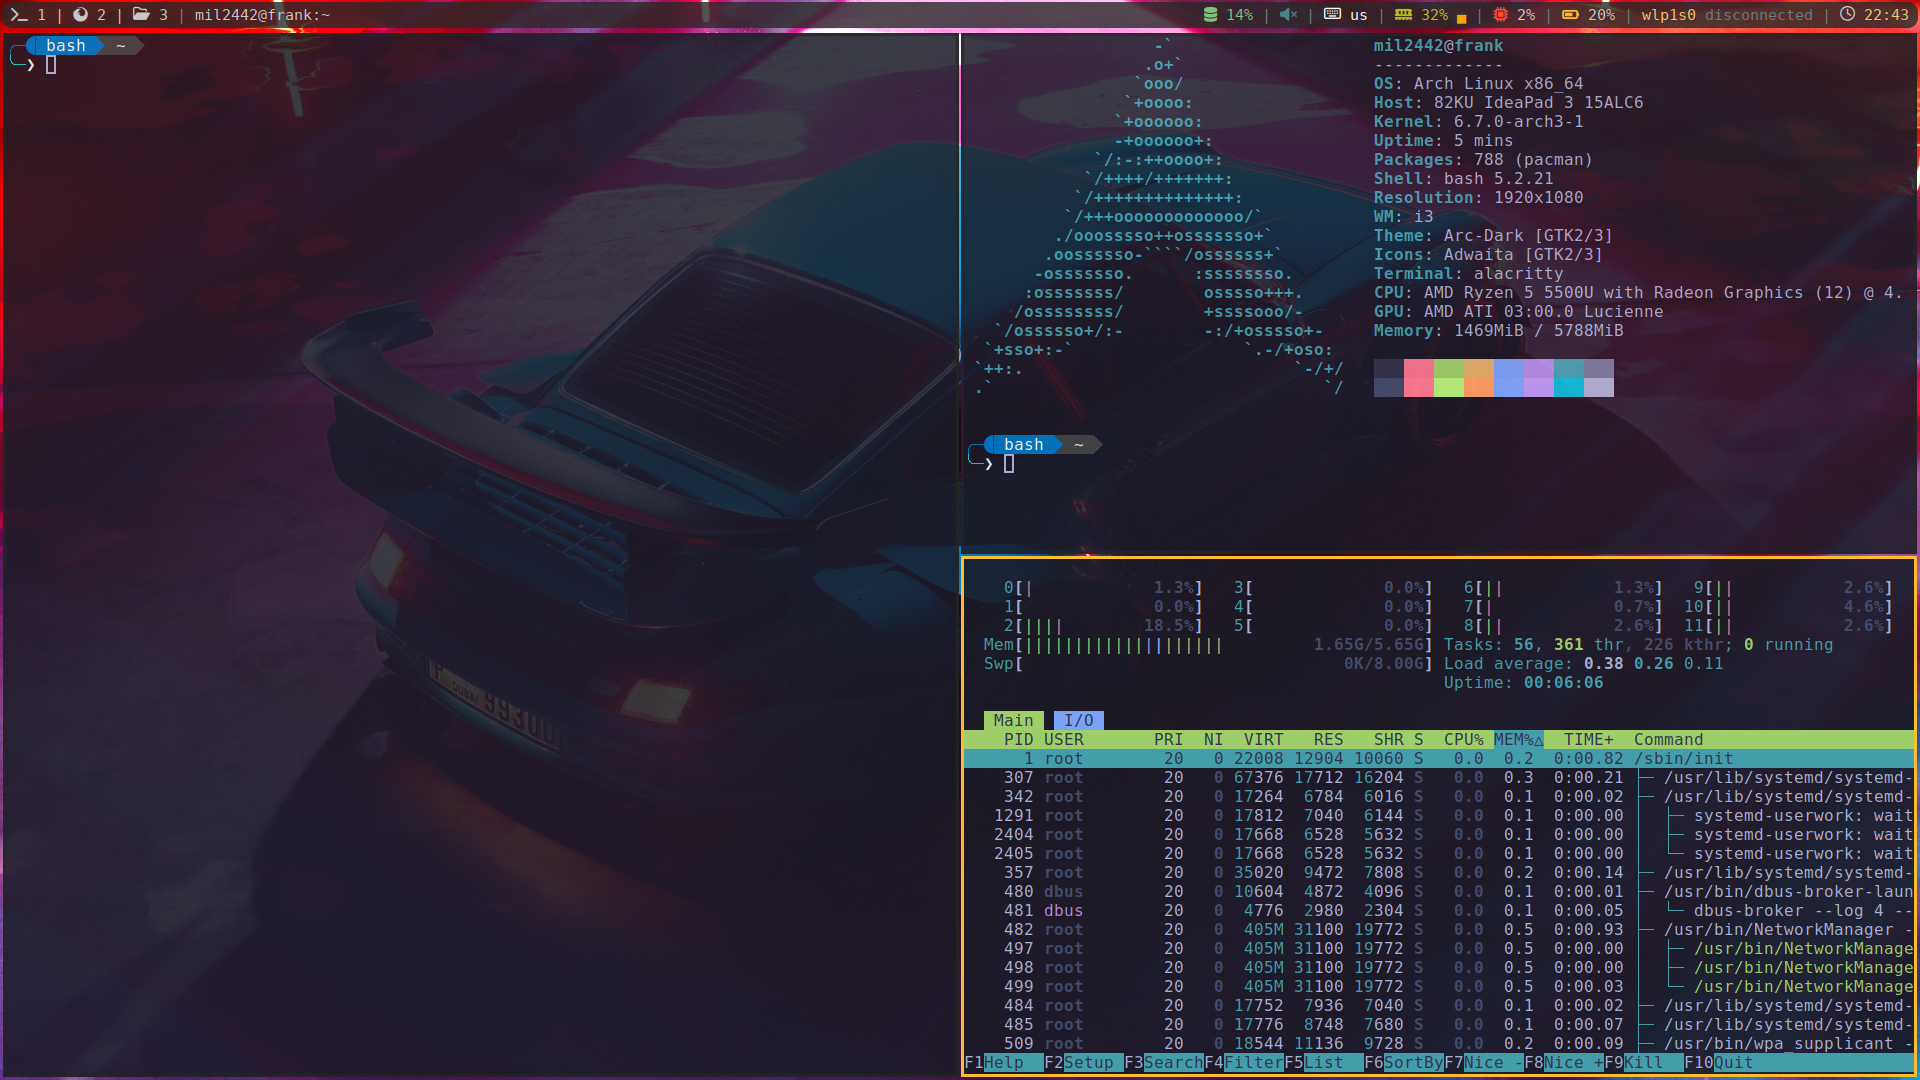 1 | 2 | 3 | mil2442@frank:~
14% | | us | 32% | 2% | 20% | wlp1s0 disconnected | 22:43
bash ~
❯
-`
.o+`
`ooo/
`+oooo:
`+oooooo:
-+oooooo+:
`/:-:++oooo+:
`/++++/+++++++:
`/++++++++++++++:
`/+++ooooooooooooo/`
./ooosssso++osssssso+`
.oossssso-````/ossssss+`
-osssssso. :ssssssso.
:osssssss/ osssso+++.
/ossssssss/ +ssssooo/-
`/ossssso+/:- -:/+osssso+-
`+sso+:-` `.-/+oso:
`++:. `-/+/
.` `/
mil2442@frank
-------------
OS: Arch Linux x86_64
Host: 82KU IdeaPad 3 15ALC6
Kernel: 6.7.0-arch3-1
Uptime: 5 mins
Packages: 788 (pacman)
Shell: bash 5.2.21
Resolution: 1920x1080
WM: i3
Theme: Arc-Dark [GTK2/3]
Icons: Adwaita [GTK2/3]
Terminal: alacritty
CPU: AMD Ryzen 5 5500U with Radeon Graphics (12) @ 4.
GPU: AMD ATI 03:00.0 Lucienne
Memory: 1469MiB / 5788MiB
bash ~
❯
0[| 1.3%] 3[ 0.0%] 6[|| 1.3%] 9[|| 2.6%]
1[ 0.0%] 4[ 0.0%] 7[| 0.7%] 10[|| 4.6%]
2[|||| 18.5%] 5[ 0.0%] 8[|| 2.6%] 11[|| 2.6%]
Mem[|||||||||||||||||||| 1.65G/5.65G] Tasks: 56, 361 thr, 226 kthr; 0 running
Swp[ 0K/8.00G] Load average: 0.38 0.26 0.11
Uptime: 00:06:06
Main I/O
PID USER PRI NI VIRT RES SHR S CPU% MEM%△ TIME+ Command
1 root 20 0 22008 12904 10060 S 0.0 0.2 0:00.82 /sbin/init
307 root 20 0 67376 17712 16204 S 0.0 0.3 0:00.21 ├─ /usr/lib/systemd/systemd-
342 root 20 0 17264 6784 6016 S 0.0 0.1 0:00.02 ├─ /usr/lib/systemd/systemd-
1291 root 20 0 17812 7040 6144 S 0.0 0.1 0:00.00 │ ├─ systemd-userwork: wait
2404 root 20 0 17668 6528 5632 S 0.0 0.1 0:00.00 │ ├─ systemd-userwork: wait
2405 root 20 0 17668 6528 5632 S 0.0 0.1 0:00.00 │ └─ systemd-userwork: wait
357 root 20 0 35020 9472 7808 S 0.0 0.2 0:00.14 ├─ /usr/lib/systemd/systemd-
480 dbus 20 0 10604 4872 4096 S 0.0 0.1 0:00.01 ├─ /usr/bin/dbus-broker-laun
481 dbus 20 0 4776 2980 2304 S 0.0 0.1 0:00.05 │ └─ dbus-broker --log 4 --
482 root 20 0 405M 31100 19772 S 0.0 0.5 0:00.93 ├─ /usr/bin/NetworkManager -
497 root 20 0 405M 31100 19772 S 0.0 0.5 0:00.00 │ ├─ /usr/bin/NetworkManage
498 root 20 0 405M 31100 19772 S 0.0 0.5 0:00.00 │ ├─ /usr/bin/NetworkManage
499 root 20 0 405M 31100 19772 S 0.0 0.5 0:00.03 │ └─ /usr/bin/NetworkManage
484 root 20 0 17752 7936 7040 S 0.0 0.1 0:00.02 ├─ /usr/lib/systemd/systemd-
485 root 20 0 17776 8748 7680 S 0.0 0.1 0:00.07 ├─ /usr/lib/systemd/systemd-
509 root 20 0 18544 11136 9728 S 0.0 0.2 0:00.09 ├─ /usr/bin/wpa_supplicant -
F1Help F2Setup F3SearchF4FilterF5List F6SortByF7Nice -F8Nice +F9Kill F10Quit
DUBAI